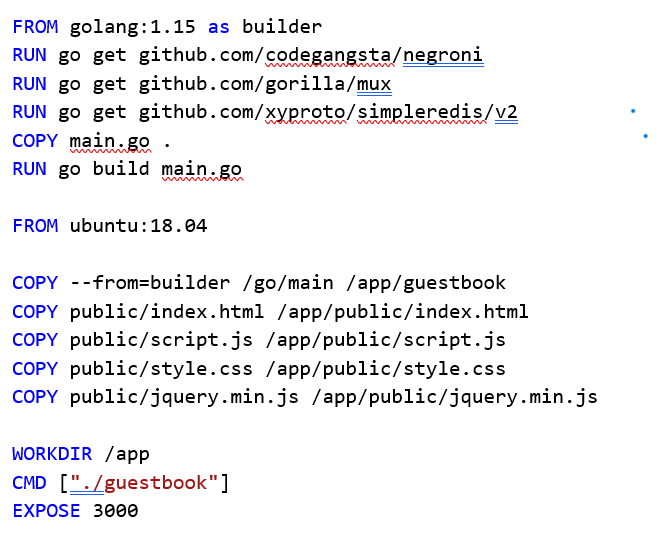 FROM golang:1.15 as builder
RUN go get github.com/codegangsta/negroni
RUN go get github.com/gorilla/mux
RUN go get github.com/xyproto/simpleredis/v2
COPY main.go .
RUN go build main.go
FROM ubuntu:18.04
COPY --from=builder /go/main /app/guestbook
COPY public/index.html /app/public/index.html
COPY public/script.js /app/public/script.js
COPY public/style.css /app/public/style.css
COPY public/jquery.min.js /app/public/jquery.min.js
WORKDIR /app
CMD ["./guestbook"]
EXPOSE 3000